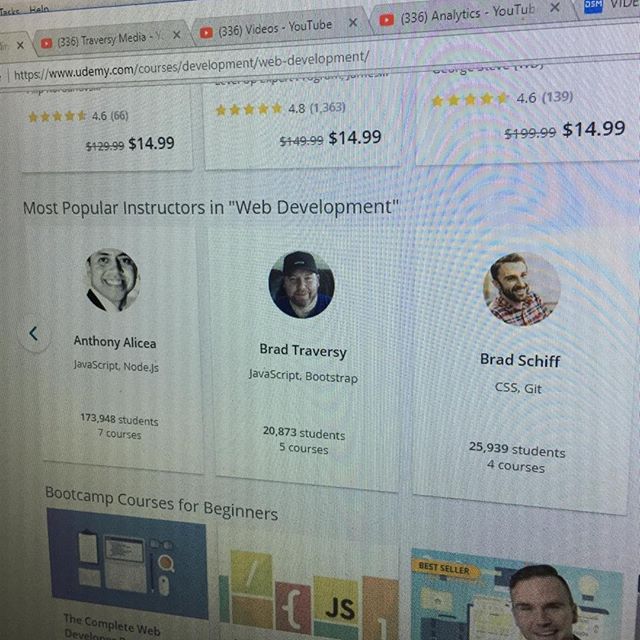 Tasks Help
(336) Traversy Media - Y
(336) Videos - YouTube
(336) Analytics - YouTub
DSM
https://www.udemy.com/courses/development/web-development/
4.6 (66)
$129.99 $14.99
4.8 (1,363)
$149.99 $14.99
4.6 (139)
$199.99 $14.99
Most Popular Instructors in "Web Development"
Anthony Alicea
JavaScript, Node.Js
173,948 students
7 courses
Brad Traversy
JavaScript, Bootstrap
20,873 students
5 courses
Brad Schiff
CSS, Git
25,939 students
4 courses
Bootcamp Courses for Beginners
The Complete Web
{ JS
BEST SELLER